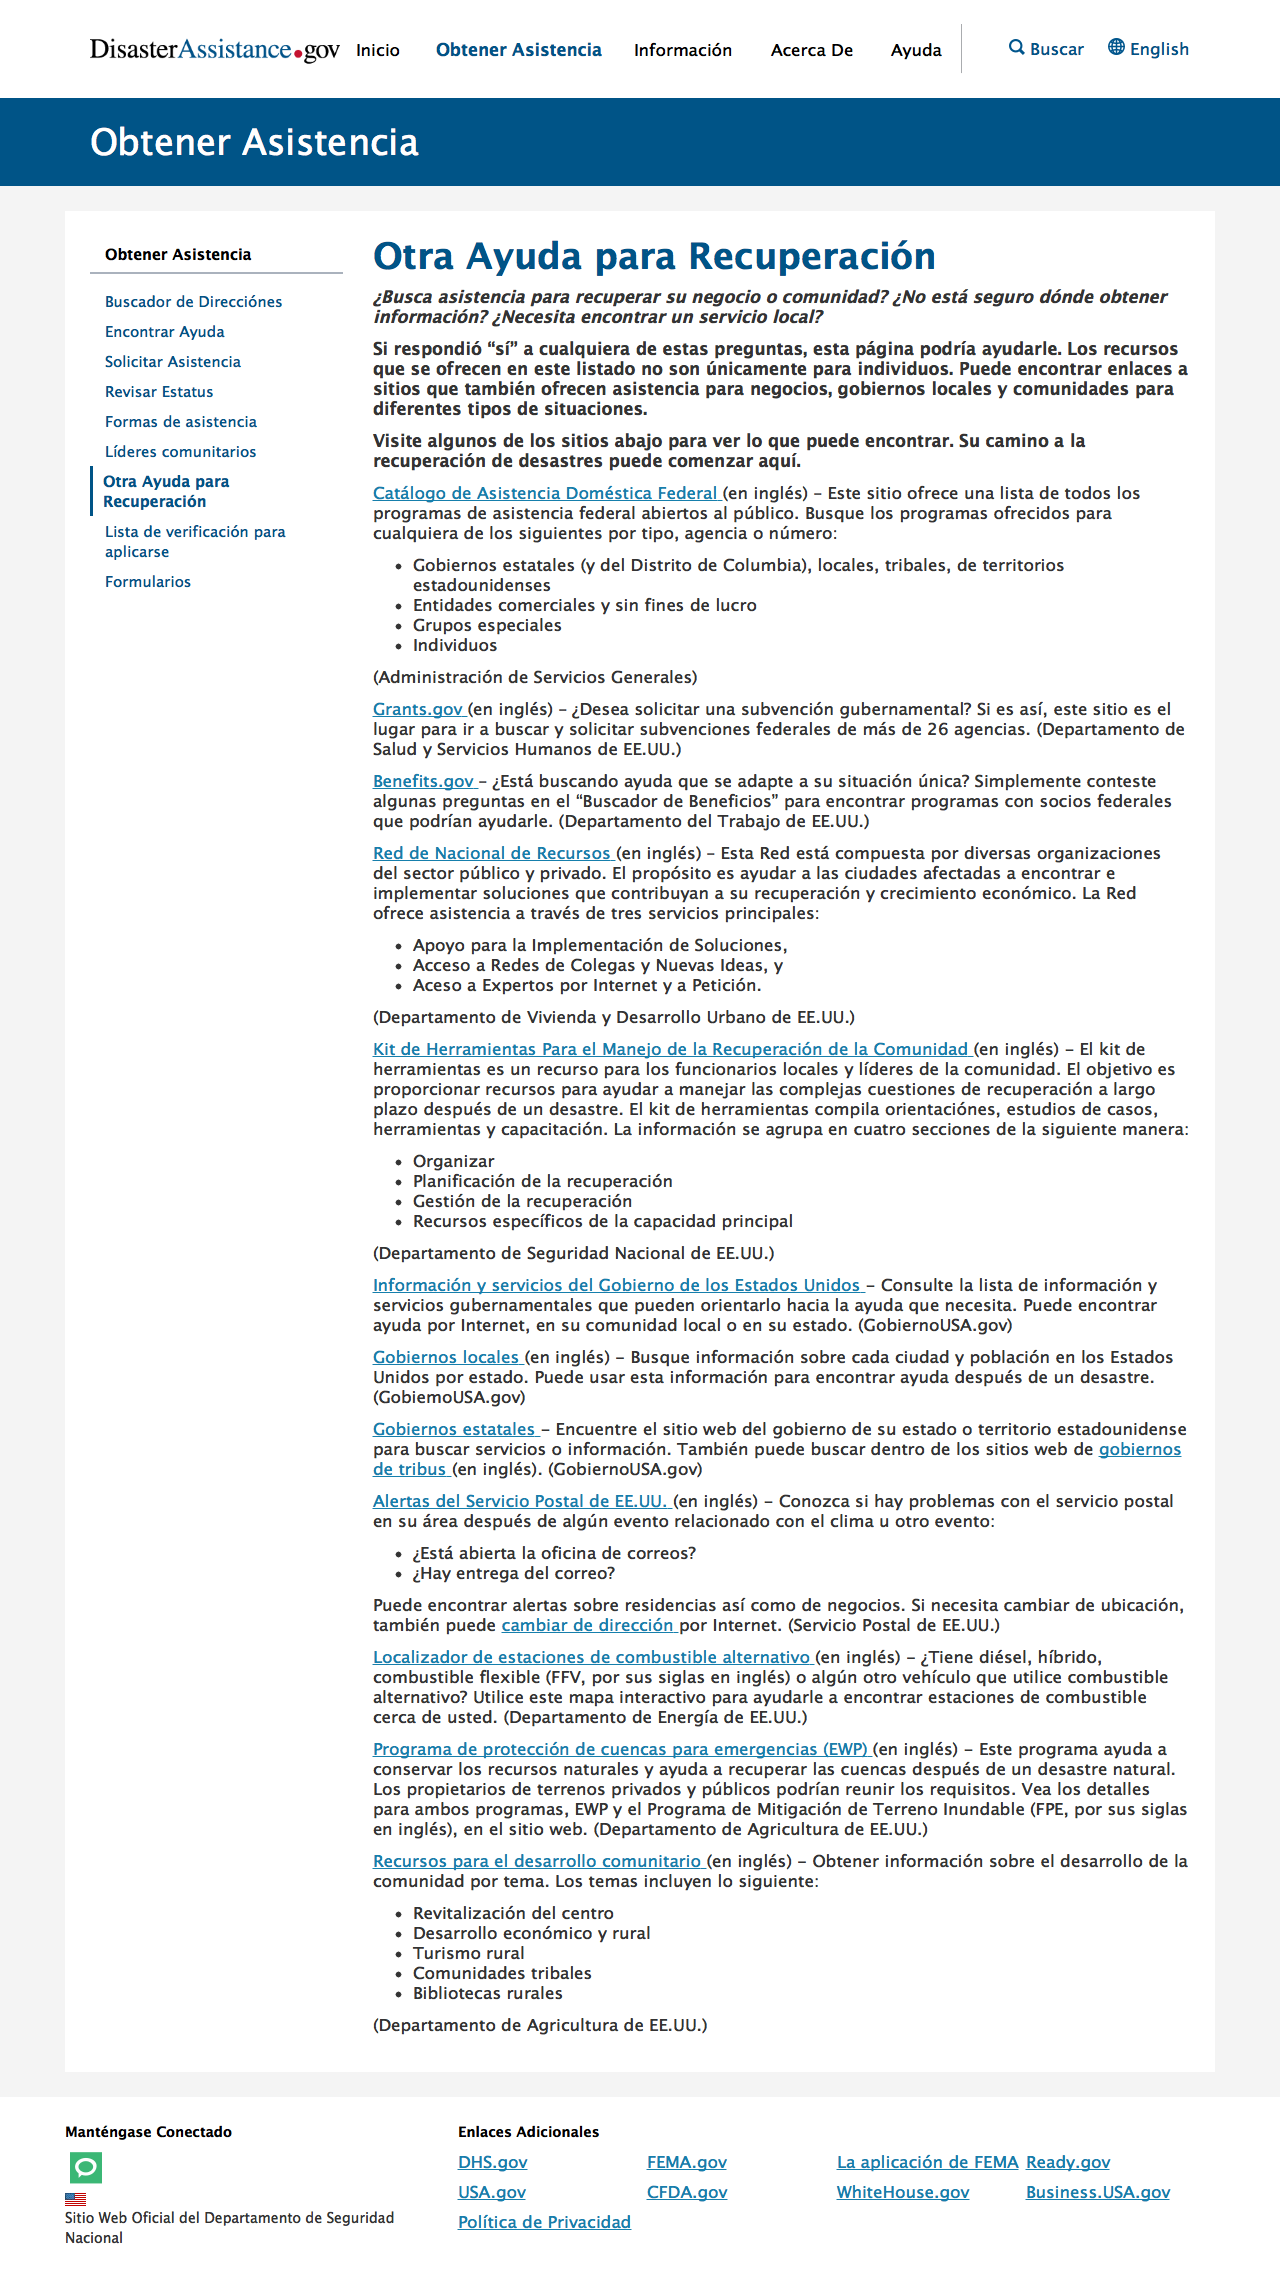 DisasterAssistance.gov
Inicio
Obtener Asistencia
Información
Acerca De
Ayuda
Buscar
English
Obtener Asistencia
Obtener Asistencia
Buscador de Direcciónes
Encontrar Ayuda
Solicitar Asistencia
Revisar Estatus
Formas de asistencia
Líderes comunitarios
Otra Ayuda para
Recuperación
Lista de verificación para
aplicarse
Formularios
Otra Ayuda para Recuperación
¿Busca asistencia para recuperar su negocio o comunidad? ¿No está seguro dónde obtener
información? ¿Necesita encontrar un servicio local?
Si respondió “sí” a cualquiera de estas preguntas, esta página podría ayudarle. Los recursos
que se ofrecen en este listado no son únicamente para individuos. Puede encontrar enlaces a
sitios que también ofrecen asistencia para negocios, gobiernos locales y comunidades para
diferentes tipos de situaciones.
Visite algunos de los sitios abajo para ver lo que puede encontrar. Su camino a la
recuperación de desastres puede comenzar aquí.
Catálogo de Asistencia Doméstica Federal (en inglés) – Este sitio ofrece una lista de todos los
programas de asistencia federal abiertos al público. Busque los programas ofrecidos para
cualquiera de los siguientes por tipo, agencia o número:
• Gobiernos estatales (y del Distrito de Columbia), locales, tribales, de territorios
estadounidenses
• Entidades comerciales y sin fines de lucro
• Grupos especiales
• Individuos
(Administración de Servicios Generales)
Grants.gov (en inglés) – ¿Desea solicitar una subvención gubernamental? Si es así, este sitio es el
lugar para ir a buscar y solicitar subvenciones federales de más de 26 agencias. (Departamento de
Salud y Servicios Humanos de EE.UU.)
Benefits.gov – ¿Está buscando ayuda que se adapte a su situación única? Simplemente conteste
algunas preguntas en el “Buscador de Beneficios” para encontrar programas con socios federales
que podrían ayudarle. (Departamento del Trabajo de EE.UU.)
Red de Nacional de Recursos (en inglés) – Esta Red está compuesta por diversas organizaciones
del sector público y privado. El propósito es ayudar a las ciudades afectadas a encontrar e
implementar soluciones que contribuyan a su recuperación y crecimiento económico. La Red
ofrece asistencia a través de tres servicios principales:
• Apoyo para la Implementación de Soluciones,
• Acceso a Redes de Colegas y Nuevas Ideas, y
• Aceso a Expertos por Internet y a Petición.
(Departamento de Vivienda y Desarrollo Urbano de EE.UU.)
Kit de Herramientas Para el Manejo de la Recuperación de la Comunidad (en inglés) – El kit de
herramientas es un recurso para los funcionarios locales y líderes de la comunidad. El objetivo es
proporcionar recursos para ayudar a manejar las complejas cuestiones de recuperación a largo
plazo después de un desastre. El kit de herramientas compila orientaciónes, estudios de casos,
herramientas y capacitación. La información se agrupa en cuatro secciones de la siguiente manera:
• Organizar
• Planificación de la recuperación
• Gestión de la recuperación
• Recursos específicos de la capacidad principal
(Departamento de Seguridad Nacional de EE.UU.)
Información y servicios del Gobierno de los Estados Unidos – Consulte la lista de información y
servicios gubernamentales que pueden orientarlo hacia la ayuda que necesita. Puede encontrar
ayuda por Internet, en su comunidad local o en su estado. (GobiernoUSA.gov)
Gobiernos locales (en inglés) – Busque información sobre cada ciudad y población en los Estados
Unidos por estado. Puede usar esta información para encontrar ayuda después de un desastre.
(GobiemoUSA.gov)
Gobiernos estatales – Encuentre el sitio web del gobierno de su estado o territorio estadounidense
para buscar servicios o información. También puede buscar dentro de los sitios web de gobiernos
de tribus (en inglés). (GobiernoUSA.gov)
Alertas del Servicio Postal de EE.UU. (en inglés) – Conozca si hay problemas con el servicio postal
en su área después de algún evento relacionado con el clima u otro evento:
• ¿Está abierta la oficina de correos?
• ¿Hay entrega del correo?
Puede encontrar alertas sobre residencias así como de negocios. Si necesita cambiar de ubicación,
también puede cambiar de dirección por Internet. (Servicio Postal de EE.UU.)
Localizador de estaciones de combustible alternativo (en inglés) – ¿Tiene diésel, híbrido,
combustible flexible (FFV, por sus siglas en inglés) o algún otro vehículo que utilice combustible
alternativo? Utilice este mapa interactivo para ayudarle a encontrar estaciones de combustible
cerca de usted. (Departamento de Energía de EE.UU.)
Programa de protección de cuencas para emergencias (EWP) (en inglés) – Este programa ayuda a
conservar los recursos naturales y ayuda a recuperar las cuencas después de un desastre natural.
Los propietarios de terrenos privados y públicos podrían reunir los requisitos. Vea los detalles
para ambos programas, EWP y el Programa de Mitigación de Terreno Inundable (FPE, por sus siglas
en inglés), en el sitio web. (Departamento de Agricultura de EE.UU.)
Recursos para el desarrollo comunitario (en inglés) – Obtener información sobre el desarrollo de la
comunidad por tema. Los temas incluyen lo siguiente:
• Revitalización del centro
• Desarrollo económico y rural
• Turismo rural
• Comunidades tribales
• Bibliotecas rurales
(Departamento de Agricultura de EE.UU.)
Manténgase Conectado
Sitio Web Oficial del Departamento de Seguridad
Nacional
Enlaces Adicionales
DHS.gov
FEMA.gov
La aplicación de FEMA
Ready.gov
USA.gov
CFDA.gov
WhiteHouse.gov
Business.USA.gov
Política de Privacidad